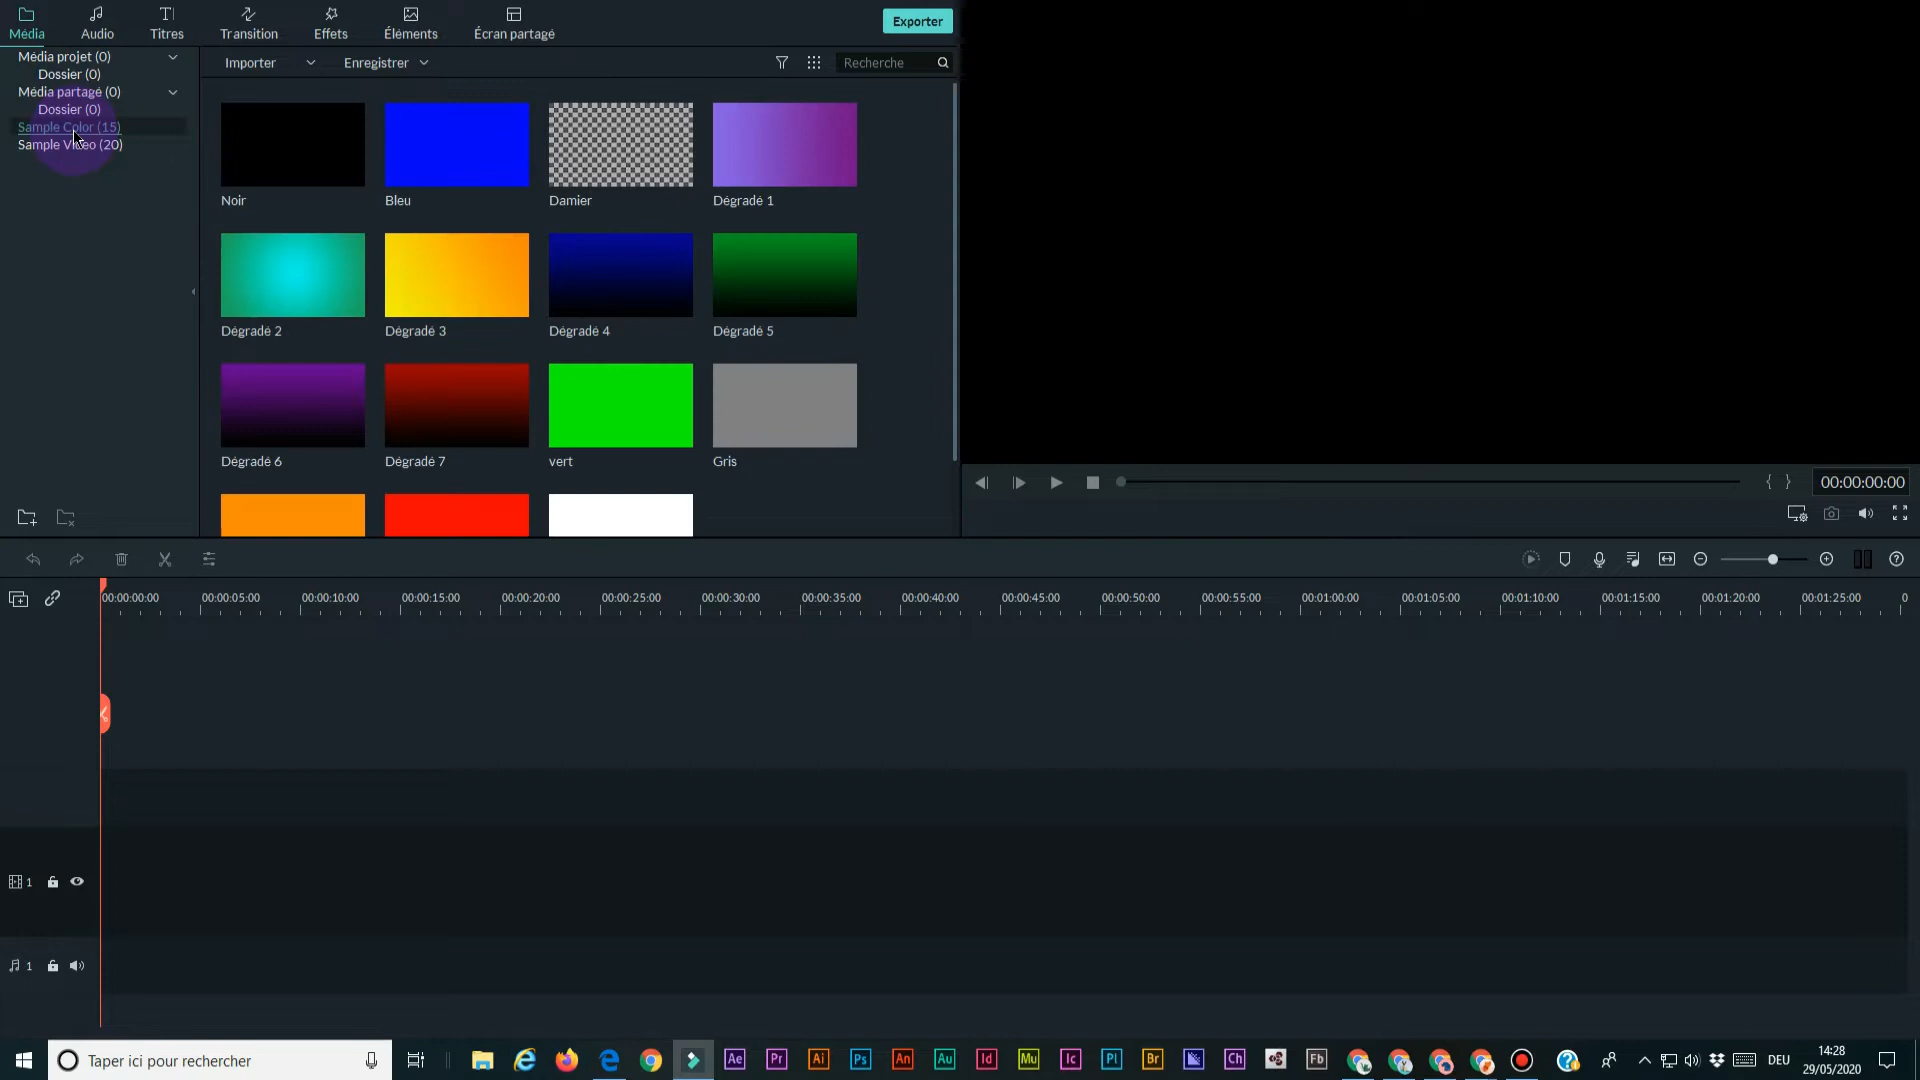 Média
Audio
Titres
Transition
Effets
Éléments
Écran partagé
Exporter
Média projet (0)
Dossier (0)
Média partagé (0)
Dossier (0)
Sample Color (15)
Sample Video (20)
Importer
Enregistrer
Recherche
Noir
Bleu
Damier
Dégradé 1
Dégradé 2
Dégradé 3
Dégradé 4
Dégradé 5
Dégradé 6
Dégradé 7
vert
Gris
{ }
00:00:00:00
00:00:00:00 00:00:05:00 00:00:10:00 00:00:15:00 00:00:20:00 00:00:25:00 00:00:30:00 00:00:35:00 00:00:40:00 00:00:45:00 00:00:50:00 00:00:55:00 00:01:00:00 00:01:05:00 00:01:10:00 00:01:15:00 00:01:20:00 00:01:25:00 0
1
1
Taper ici pour rechercher
Ae Pr Ai Ps An Au Id Mu Ic Pl Br Ch Fb
DEU
14:28
29/05/2020